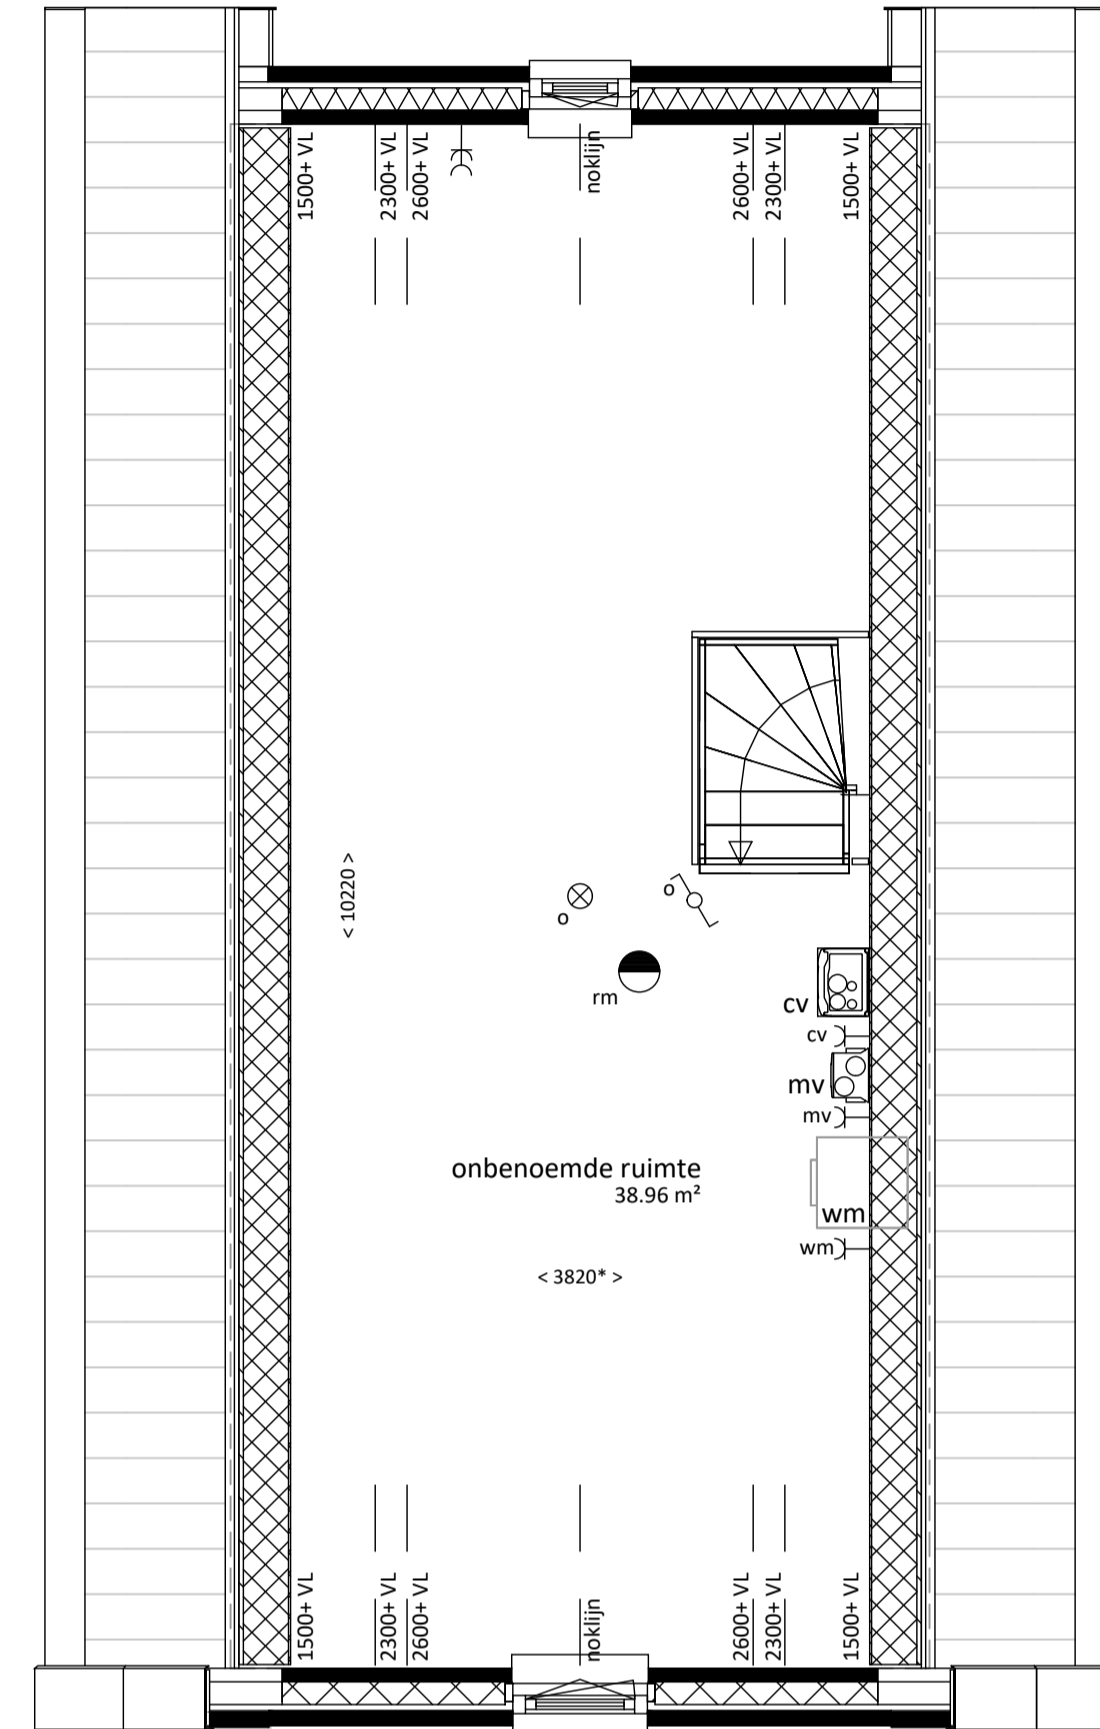 1500+ VL
2300+ VL
2600+ VL
noklijn
2600+ VL
2300+ VL
1500+ VL
< 10220 >
o
o
rm
cv
cv
mv
mv
onbenoemde ruimte
38.96 m²
wm
wm
< 3820* >
1500+ VL
2300+ VL
2600+ VL
noklijn
2600+ VL
2300+ VL
1500+ VL